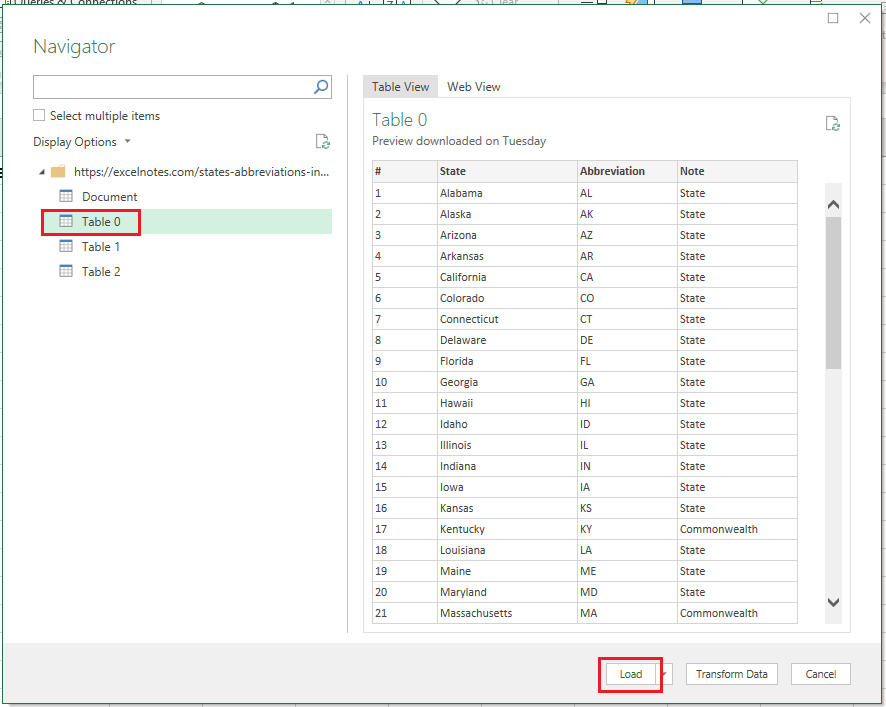 Queries & Connections
Clear
Navigator
Select multiple items
Display Options
https://excelnotes.com/states-abbreviations-in...
Document
Table 0
Table 1
Table 2
Table View Web View
Table 0
Preview downloaded on Tuesday
# State Abbreviation Note
1 Alabama AL State
2 Alaska AK State
3 Arizona AZ State
4 Arkansas AR State
5 California CA State
6 Colorado CO State
7 Connecticut CT State
8 Delaware DE State
9 Florida FL State
10 Georgia GA State
11 Hawaii HI State
12 Idaho ID State
13 Illinois IL State
14 Indiana IN State
15 Iowa IA State
16 Kansas KS State
17 Kentucky KY Commonwealth
18 Louisiana LA State
19 Maine ME State
20 Maryland MD State
21 Massachusetts MA Commonwealth
Load Transform Data Cancel